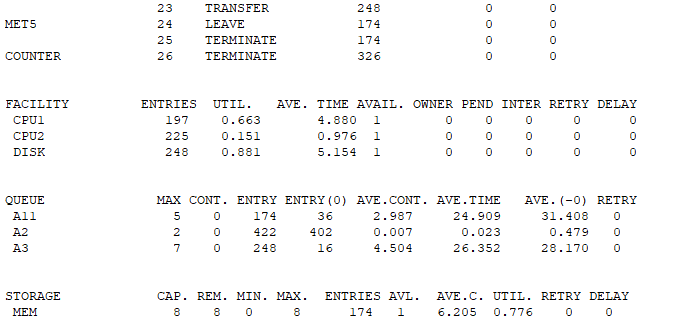 23 TRANSFER 248 0 0
MET5 24 LEAVE 174 0 0
25 TERMINATE 174 0 0
COUNTER 26 TERMINATE 326 0 0
FACILITY ENTRIES UTIL. AVE. TIME AVAIL. OWNER PEND INTER RETRY DELAY
CPU1 197 0.663 4.880 1 0 0 0 0 0
CPU2 225 0.151 0.976 1 0 0 0 0 0
DISK 248 0.881 5.154 1 0 0 0 0 0
QUEUE MAX CONT. ENTRY ENTRY(0) AVE.CONT. AVE.TIME AVE.(-0) RETRY
A11 5 0 174 36 2.987 24.909 31.408 0
A2 2 0 422 402 0.007 0.023 0.479 0
A3 7 0 248 16 4.504 26.352 28.170 0
STORAGE CAP. REM. MIN. MAX. ENTRIES AVL. AVE.C. UTIL. RETRY DELAY
MEM 8 8 0 8 174 1 6.205 0.776 0 0